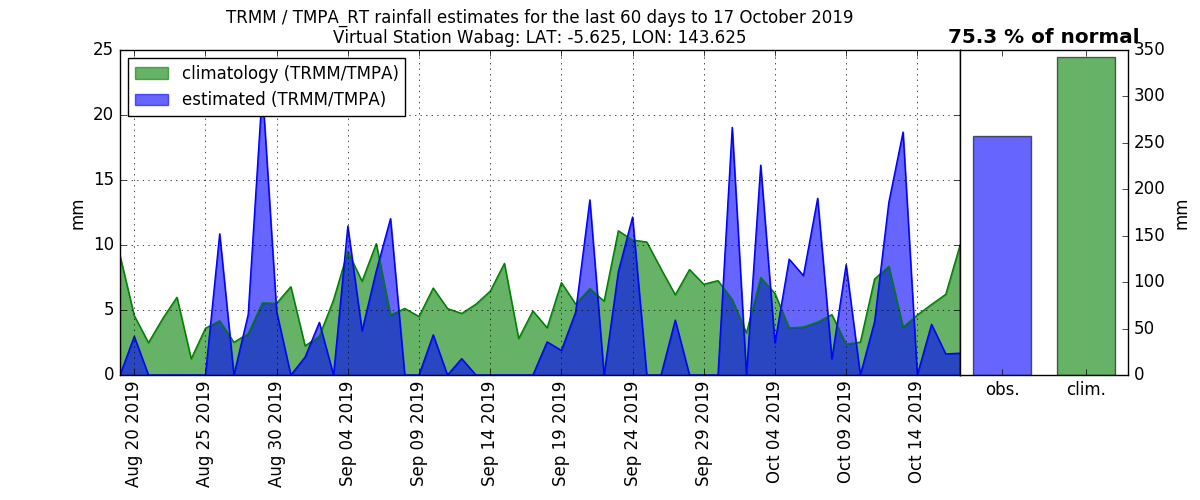 TRMM / TMPA_RT rainfall estimates for the last 60 days to 17 October 2019
Virtual Station Wabag: LAT: -5.625, LON: 143.625
75.3 % of normal
climatology (TRMM/TMPA)
estimated (TRMM/TMPA)
25
20
15
10
5
0
mm
Aug 20 2019
Aug 25 2019
Aug 30 2019
Sep 04 2019
Sep 09 2019
Sep 14 2019
Sep 19 2019
Sep 24 2019
Sep 29 2019
Oct 04 2019
Oct 09 2019
Oct 14 2019
350
300
250
200
150
100
50
0
mm
obs.
clim.